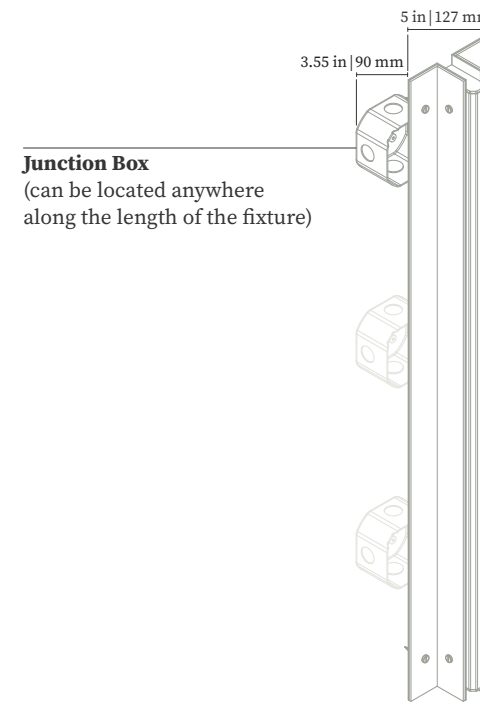 5 in|127 mm
3.55 in|90 mm
Junction Box
(can be located anywhere
along the length of the fixture)